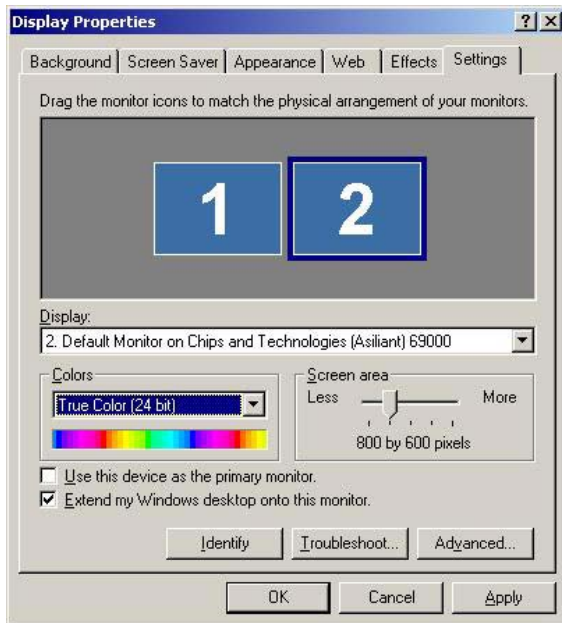 Display Properties
Background Screen Saver Appearance Web Effects Settings
Drag the monitor icons to match the physical arrangement of your monitors.
1 2
Display:
2. Default Monitor on Chips and Technologies (Asiliant) 69000
Colors
True Color (24 bit)
Screen area
Less More
800 by 600 pixels
Use this device as the primary monitor.
Extend my Windows desktop onto this monitor.
Identify Troubleshoot... Advanced...
OK Cancel Apply